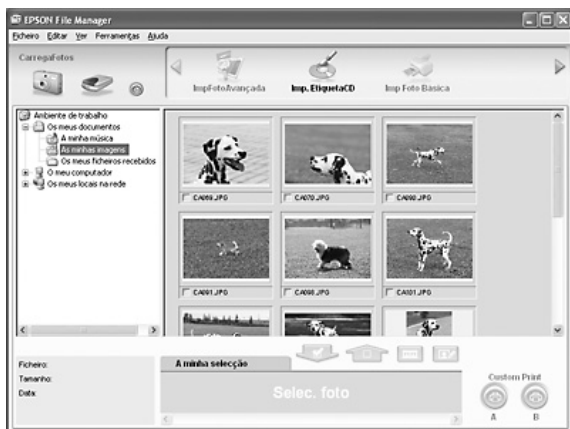 EPSON File Manager
Ficheiro Editar Ver Ferramentas Ajuda
CarregaFotos
ImpFotoAvançada Imp. EtiquetaCD Imp Foto Básica
Ambiente de trabalho
Os meus documentos
A minha música
As minhas imagens
Os meus ficheiros recebidos
O meu computador
Os meus locais na rede
CA069.JPG CA070.JPG CA090.JPG
CA091.JPG CA098.JPG CA101.JPG
Ficheiro:
Tamanho:
Data:
A minha selecção
Selec. foto
Custom Print
A B